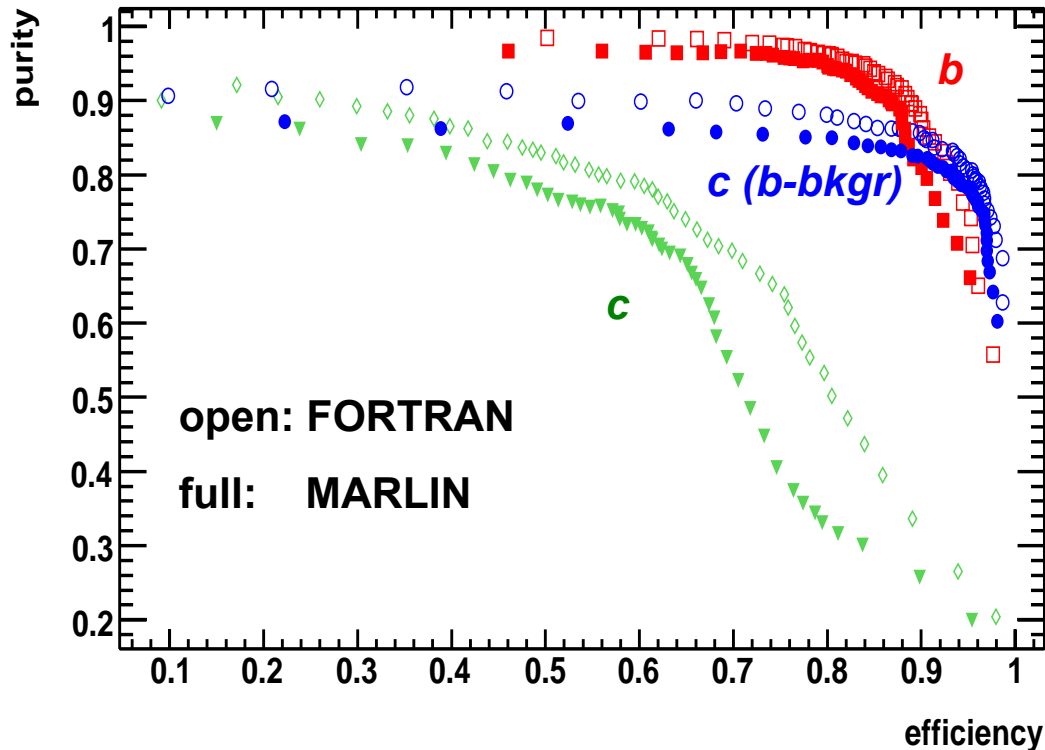 purity
1
0.9
0.8
0.7
0.6
0.5
0.4
0.3
0.2
b
c (b-bkgr)
c
open: FORTRAN
full: MARLIN
0.1 0.2 0.3 0.4 0.5 0.6 0.7 0.8 0.9 1
efficiency